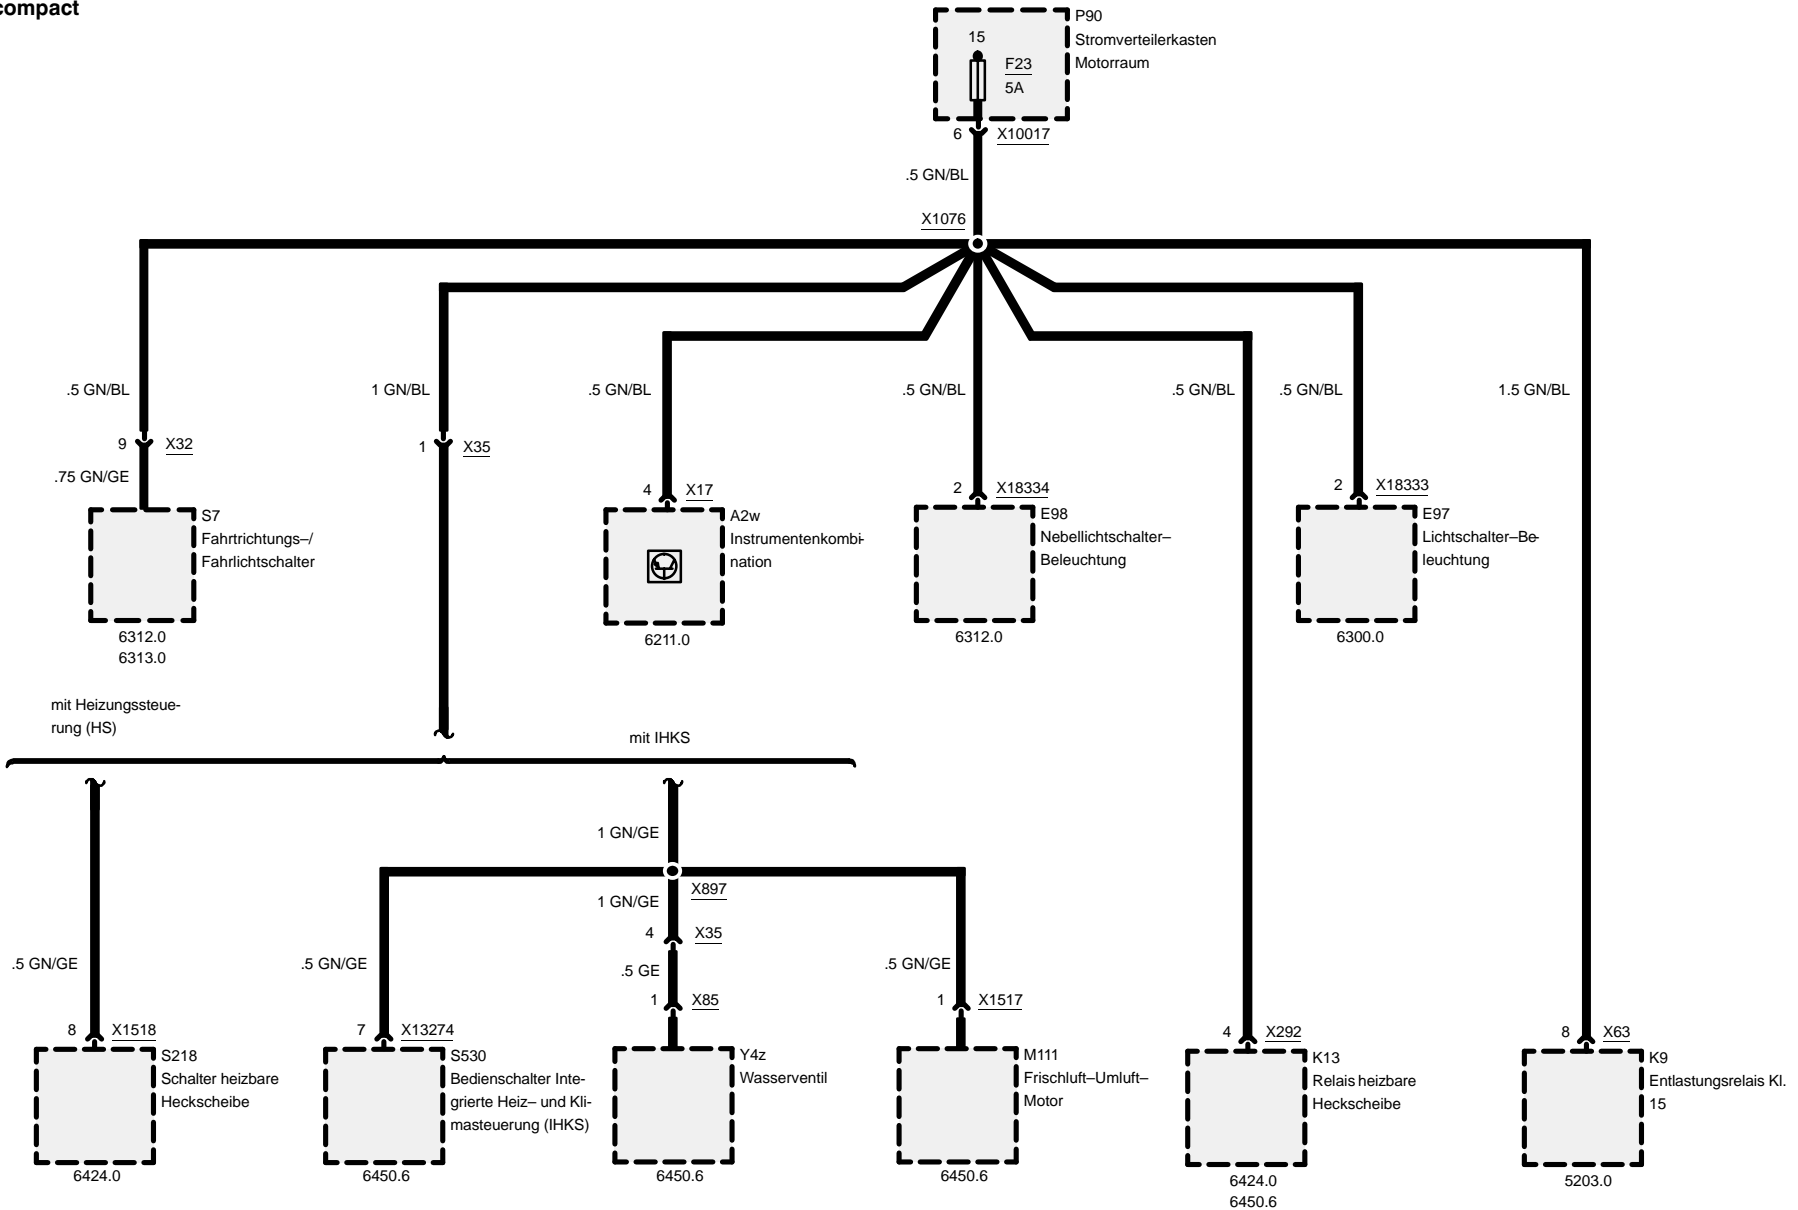 compact
P90
Stromverteilerkasten
Motorraum
15
F23
5A
6 X10017
.5 GN/BL
X1076
.5 GN/BL
1 GN/BL
.5 GN/BL
.5 GN/BL
.5 GN/BL
.5 GN/BL
1.5 GN/BL
9 X32
1 X35
.75 GN/GE
4 X17
2 X18334
2 X18333
S7
Fahrtrichtungs–/
Fahrlichtschalter
6312.0
6313.0
A2w
Instrumentenkombi-
nation
6211.0
E98
Nebellichtschalter–
Beleuchtung
6312.0
E97
Lichtschalter–Be-
leuchtung
6300.0
mit Heizungssteue-
rung (HS)
mit IHKS
1 GN/GE
X897
1 GN/GE
4 X35
.5 GN/GE
.5 GN/GE
.5 GE
.5 GN/GE
1 X85
1 X1517
8 X1518
7 X13274
4 X292
8 X63
S218
Schalter heizbare
Heckscheibe
6424.0
S530
Bedienschalter Inte-
grierte Heiz– und Kli-
masteuerung (IHKS)
6450.6
Y4z
Wasserventil
6450.6
M111
Frischluft–Umluft–
Motor
6450.6
K13
Relais heizbare
Heckscheibe
6424.0
6450.6
K9
Entlastungsrelais Kl.
15
5203.0